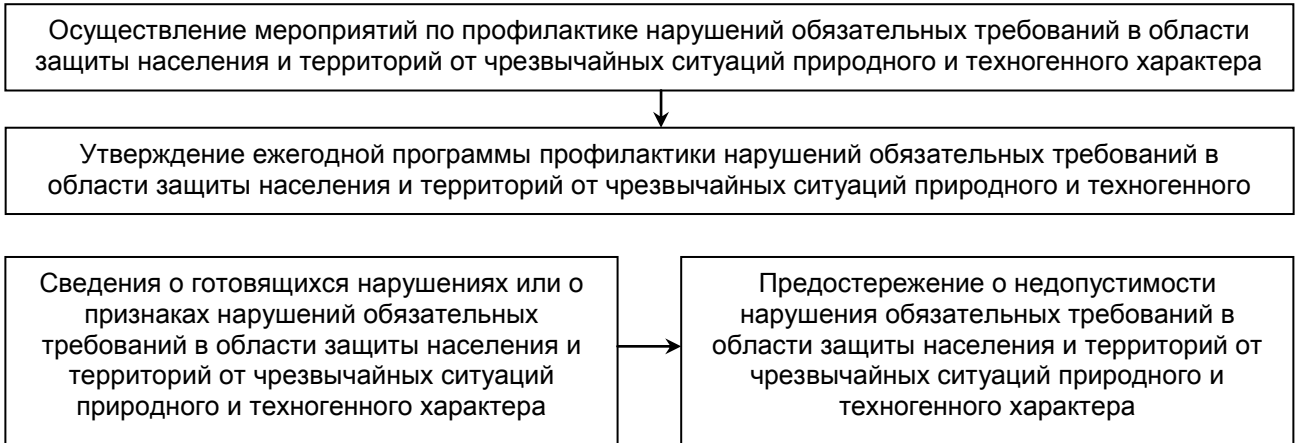 Осуществление мероприятий по профилактике нарушений обязательных требований в области
защиты населения и территорий от чрезвычайных ситуаций природного и техногенного характера
Утверждение ежегодной программы профилактики нарушений обязательных требований в
области защиты населения и территорий от чрезвычайных ситуаций природного и техногенного
Сведения о готовящихся нарушениях или о
признаках нарушений обязательных
требований в области защиты населения и
территорий от чрезвычайных ситуаций
природного и техногенного характера
Предостережение о недопустимости
нарушения обязательных требований в
области защиты населения и территорий от
чрезвычайных ситуаций природного и
техногенного характера